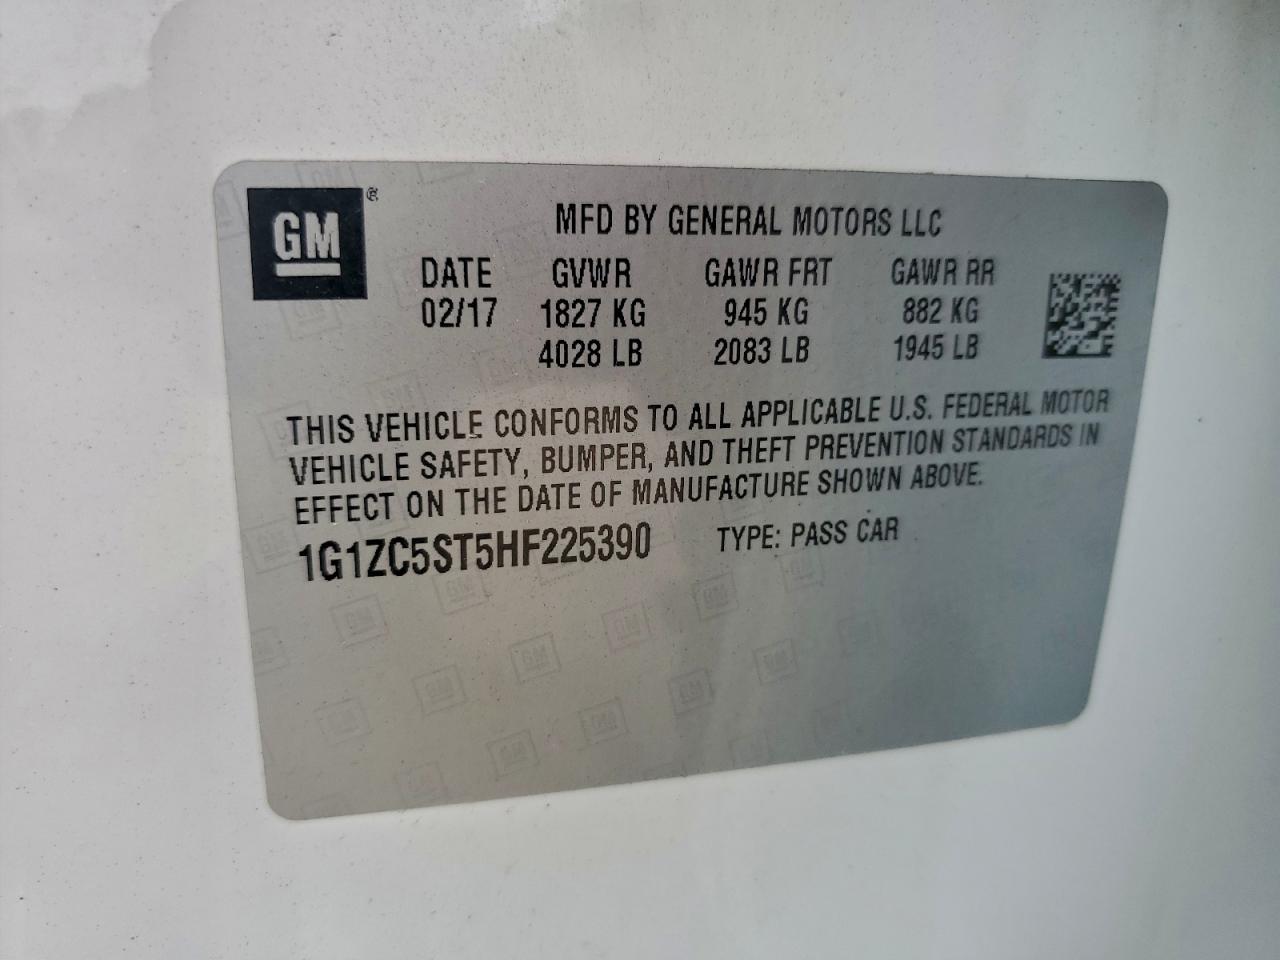 GM ®
MFD BY GENERAL MOTORS LLC
DATE GVWR GAWR FRT GAWR RR
02/17 1827 KG 945 KG 882 KG
4028 LB 2083 LB 1945 LB
THIS VEHICLE CONFORMS TO ALL APPLICABLE U.S. FEDERAL MOTOR
VEHICLE SAFETY, BUMPER, AND THEFT PREVENTION STANDARDS IN
EFFECT ON THE DATE OF MANUFACTURE SHOWN ABOVE.
1G1ZC5ST5HF225390 TYPE: PASS CAR